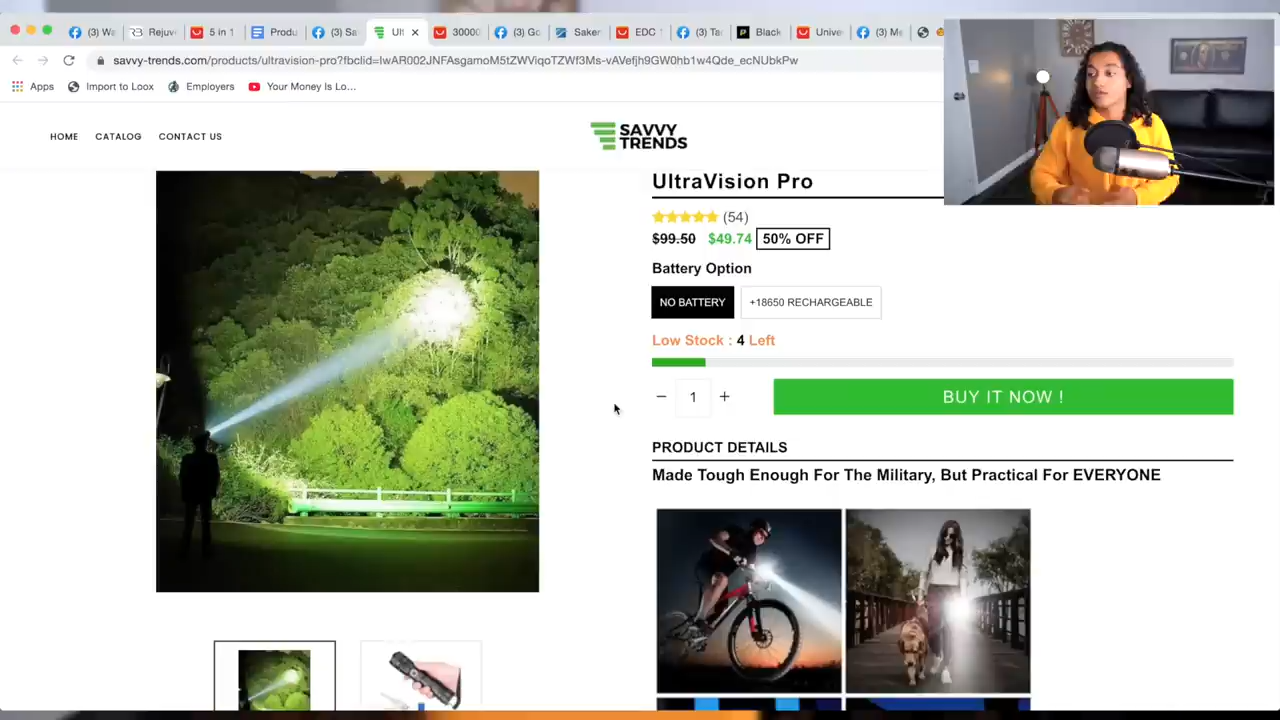 (3) W
Rejuv
5 in 1
Produ
(3) Sa
Ult
30000
(3) Go
Saker
EDC
(3) Ta
Black
Unive
(3) M
savvy-trends.com/products/ultravision-pro?fbclid=IwAR002JNFAsgamoM5tZWViqoTZWf3Ms-vAVefjh9GW0hb1w4Qde_ecNUbkPw
Apps
Import to Loox
Employers
Your Money Is Lo...
HOME
CATALOG
CONTACT US
SAVVY
TRENDS
UltraVision Pro
(54)
$99.50 $49.74 50% OFF
Battery Option
NO BATTERY
+18650 RECHARGEABLE
Low Stock : 4 Left
− 1 +
BUY IT NOW !
PRODUCT DETAILS
Made Tough Enough For The Military, But Practical For EVERYONE